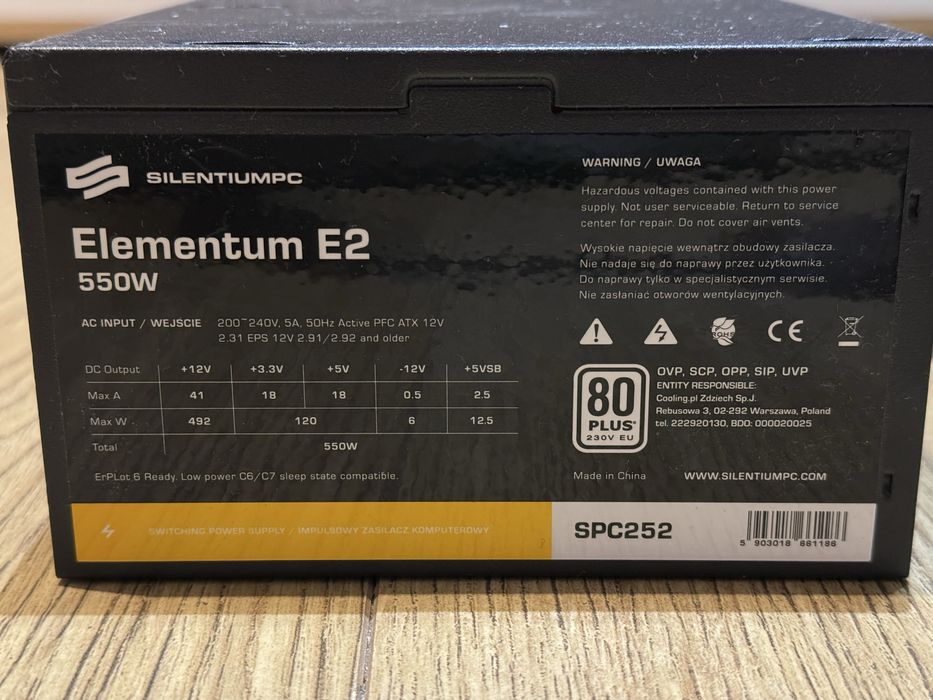 SILENTIUMPC
Elementum E2
550W
AC INPUT / WEJŚCIE 200~240V, 5A, 50Hz Active PFC ATX 12V
2.31 EPS 12V 2.91/2.92 and older
DC Output +12V +3.3V +5V -12V +5VSB
Max A 41 18 18 0.5 2.5
Max W 492 120 6 12.5
Total 550W
ErPLot 6 Ready. Low power C6/C7 sleep state compatible.
WARNING / UWAGA
Hazardous voltages contained with this power
supply. Not user serviceable. Return to service
center for repair. Do not cover air vents.
Wysokie napięcie wewnątrz obudowy zasilacza.
Nie nadaje się do naprawy przez użytkownika.
Do naprawy tylko w specjalistycznym serwisie.
Nie zasłaniać otworów wentylacyjnych.
RoHS
CE
80
PLUS
230V EU
OVP, SCP, OPP, SIP, UVP
ENTITY RESPONSIBLE:
Cooling.pl Zdziech Sp.J.
Rebusowa 3, 02-292 Warszawa, Poland
tel. 222920130, BDO: 000020025
Made in China WWW.SILENTIUMPC.COM
SWITCHING POWER SUPPLY / IMPULSOWY ZASILACZ KOMPUTEROWY
SPC252
5 903018 661186